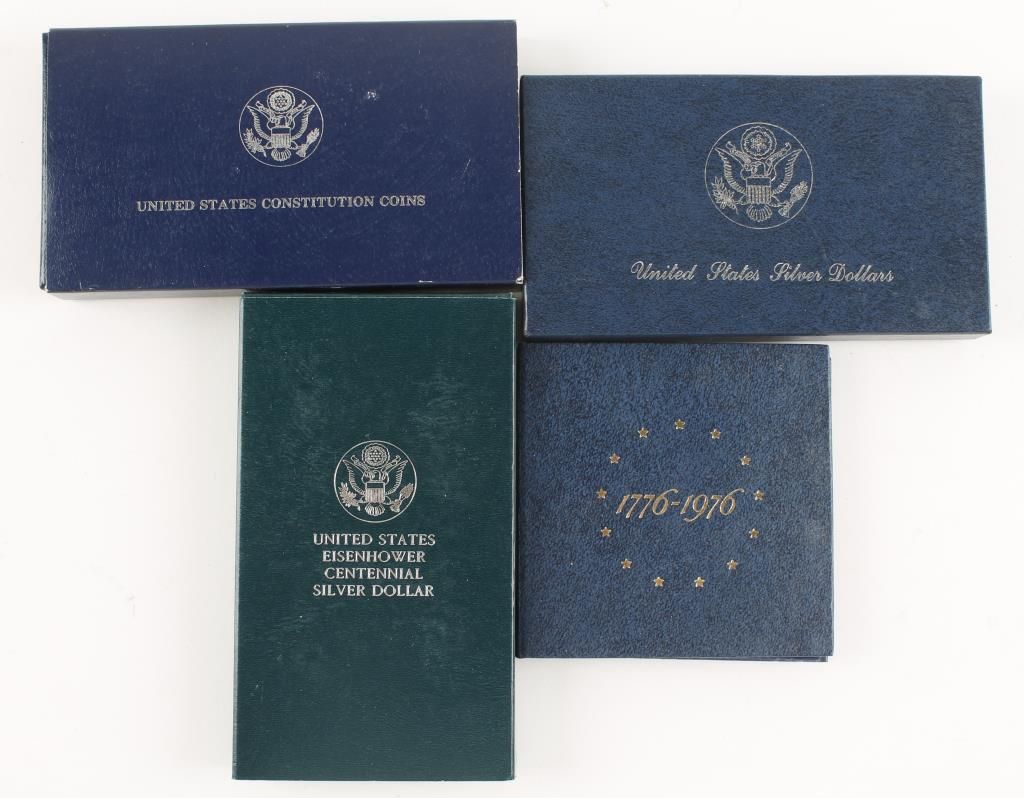 UNITED STATES CONSTITUTION COINS
United States Silver Dollars
UNITED STATES
EISENHOWER
CENTENNIAL
SILVER DOLLAR
1776-1976